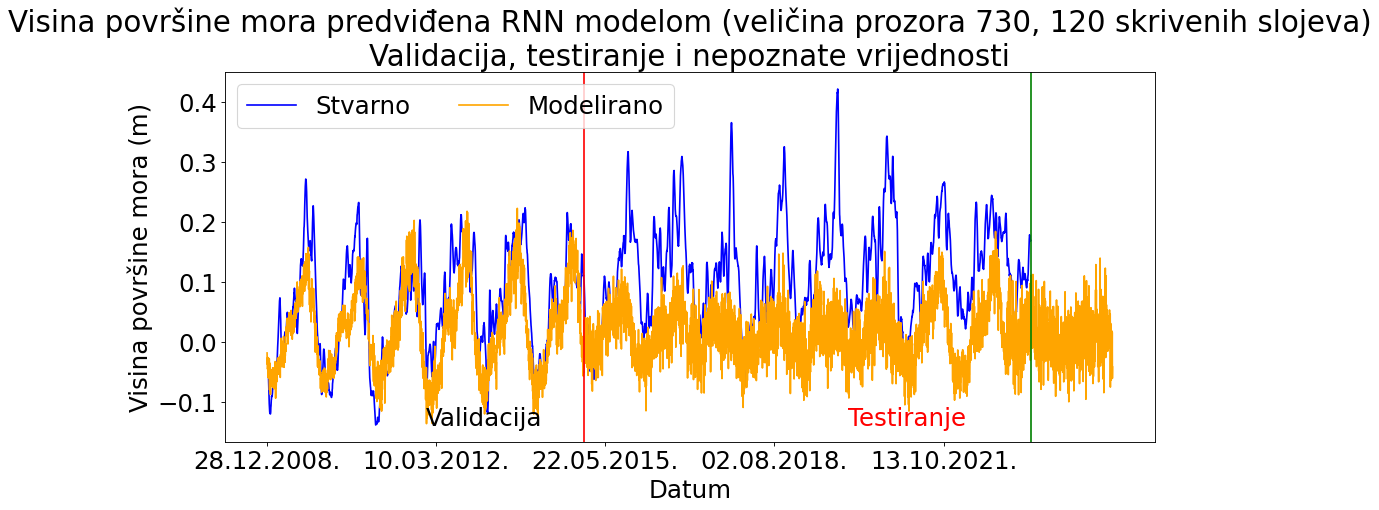 Visina površine mora predviđena RNN modelom (veličina prozora 730, 120 skrivenih slojeva)
Validacija, testiranje i nepoznate vrijednosti
Stvarno
Modelirano
Visina površine mora (m)
0.4
0.3
0.2
0.1
0.0
−0.1
Validacija
Testiranje
28.12.2008.
10.03.2012.
22.05.2015.
02.08.2018.
13.10.2021.
Datum